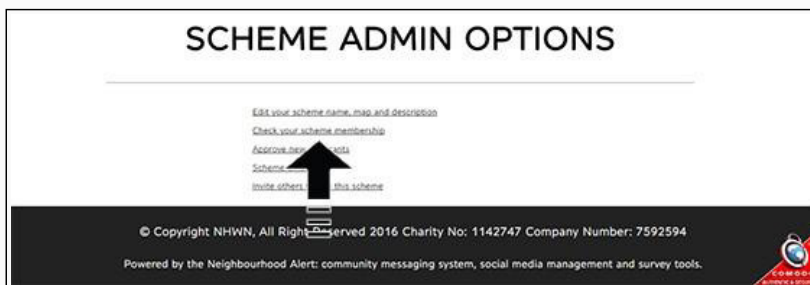 SCHEME ADMIN OPTIONS
Edit your scheme name, map and description
Check your scheme membership
Approve new
Scheme
Invite others this scheme
© Copyright NHWN, All Right Reserved 2016 Charity No: 1142747 Company Number: 7592594
Powered by the Neighbourhood Alert: community messaging system, social media management and survey tools.
COMODO